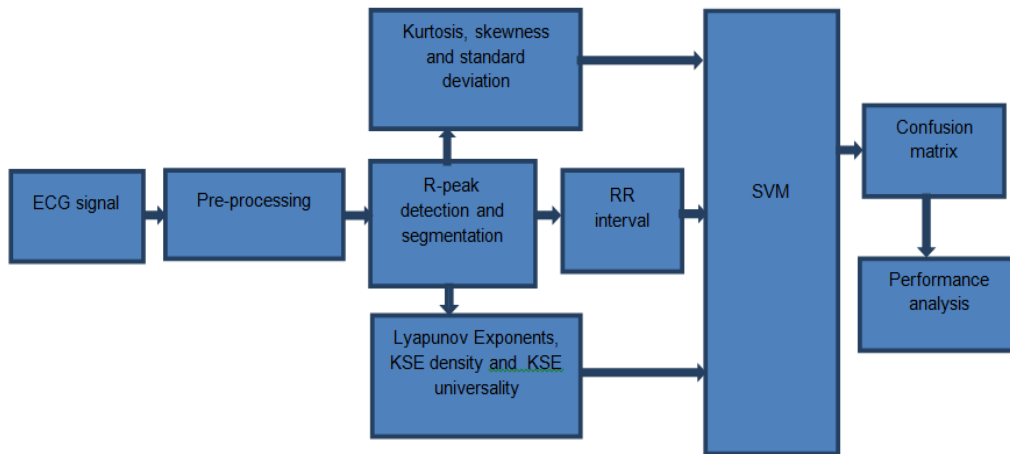 ECG signal
Pre-processing
R-peak
detection and
segmentation
Kurtosis, skewness
and standard
deviation
RR
interval
Lyapunov Exponents,
KSE density and KSE
universality
SVM
Confusion
matrix
Performance
analysis